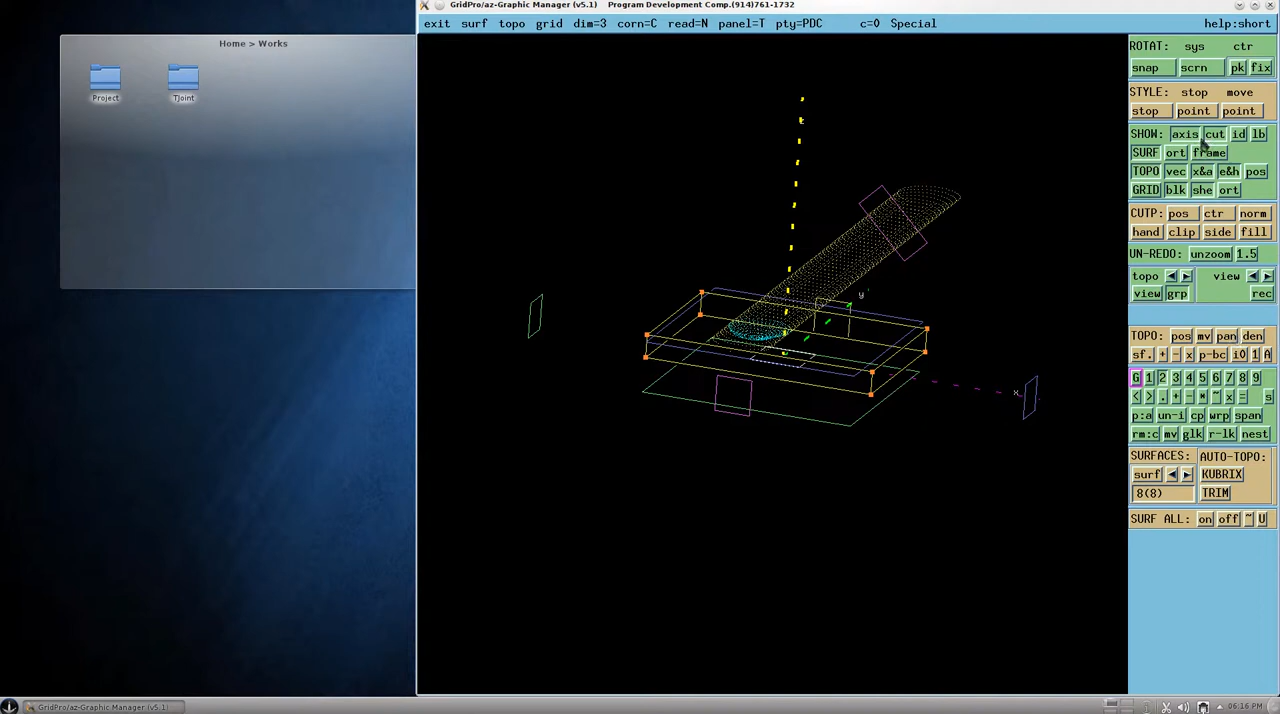 GridPro/az-Graphic Manager (v5.1)    Program Development Comp.(914)761-1732
exit surf topo grid dim=3 corn=C read=N panel=T pty=PDC c=0 Special help:short
Home > Works
Project TJoint
y
x
ROTAT: sys ctr
snap scrn pk fix
STYLE: stop move
stop point point
SHOW: axis cut id lb
SURF ort frame
TOPO vec x&a e&h pos
GRID blk she ort
CUTP: pos ctr norm
hand clip side fill
UN-REDO: unzoom 1.5
topo view
view grp rec
TOPO: pos mv pan den
sf. + - x p-bc i0 1 A
G 1 2 3 4 5 6 7 8 9
< > . + - * ~ x = s
p:a un-i cp wrp span
rm:c mv glk r-lk nest
SURFACES: AUTO-TOPO:
surf KUBRIX
8(8) TRIM
SURF ALL: on off ~ U
GridPro/az-Graphic Manager (v5.1) 06:16 PM